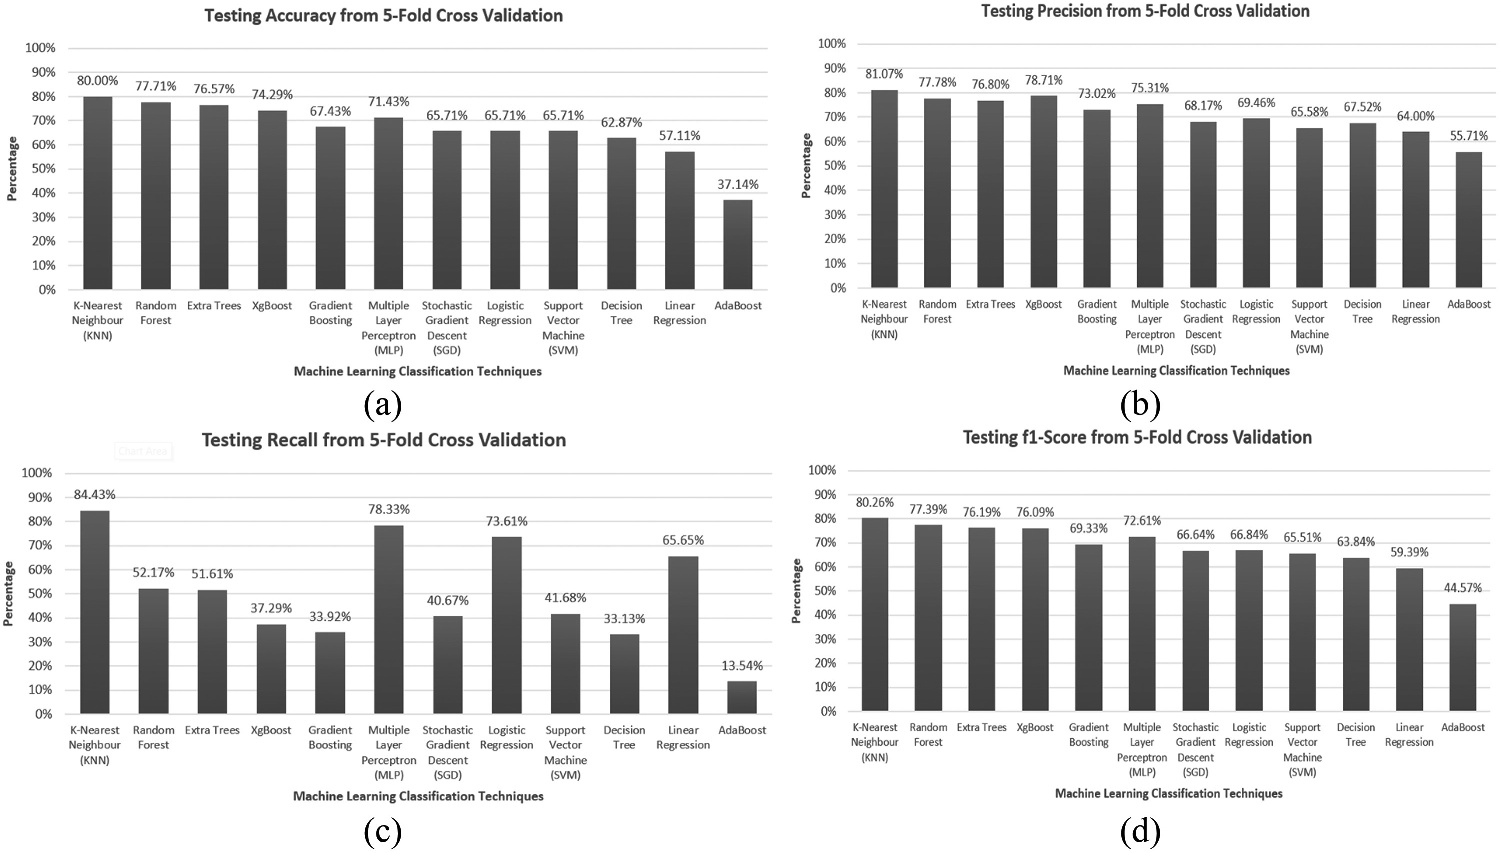 Testing Accuracy from 5-Fold Cross Validation
100%
90%
80%
70%
60%
50%
40%
30%
20%
10%
0%
Percentage
80.00%
77.71%
76.57%
74.29%
67.43%
71.43%
65.71%
65.71%
65.71%
62.87%
57.11%
37.14%
K-Nearest
Neighbour
(KNN)
Random
Forest
Extra Trees
XgBoost
Gradient
Boosting
Multiple
Layer
Perceptron
(MLP)
Stochastic
Gradient
Descent
(SGD)
Logistic
Regression
Support
Vector
Machine
(SVM)
Decision
Tree
Linear
Regression
AdaBoost
Machine Learning Classification Techniques
(a)
Testing Precision from 5-Fold Cross Validation
100%
90%
80%
70%
60%
50%
40%
30%
20%
10%
0%
Percentage
81.07%
77.78%
76.80%
78.71%
73.02%
75.31%
68.17%
69.46%
65.58%
67.52%
64.00%
55.71%
K-Nearest
Neighbour
(KNN)
Random
Forest
Extra Trees
XgBoost
Gradient
Boosting
Multiple
Layer
Perceptron
(MLP)
Stochastic
Gradient
Descent
(SGD)
Logistic
Regression
Support
Vector
Machine
(SVM)
Decision
Tree
Linear
Regression
AdaBoost
Machine Learning Classification Techniques
(b)
Testing Recall from 5-Fold Cross Validation
Chart Area
100%
90%
80%
70%
60%
50%
40%
30%
20%
10%
0%
Percentage
84.43%
52.17%
51.61%
37.29%
33.92%
78.33%
40.67%
73.61%
41.68%
33.13%
65.65%
13.54%
K-Nearest
Neighbour
(KNN)
Random
Forest
Extra Trees
XgBoost
Gradient
Boosting
Multiple
Layer
Perceptron
(MLP)
Stochastic
Gradient
Descent
(SGD)
Logistic
Regression
Support
Vector
Machine
(SVM)
Decision
Tree
Linear
Regression
AdaBoost
Machine Learning Classification Techniques
(c)
Testing f1-Score from 5-Fold Cross Validation
100%
90%
80%
70%
60%
50%
40%
30%
20%
10%
0%
Percentage
80.26%
77.39%
76.19%
76.09%
69.33%
72.61%
66.64%
66.84%
65.51%
63.84%
59.39%
44.57%
K-Nearest
Neighbour
(KNN)
Random
Forest
Extra Trees
XgBoost
Gradient
Boosting
Multiple
Layer
Perceptron
(MLP)
Stochastic
Gradient
Descent
(SGD)
Logistic
Regression
Support
Vector
Machine
(SVM)
Decision
Tree
Linear
Regression
AdaBoost
Machine Learning Classification Techniques
(d)